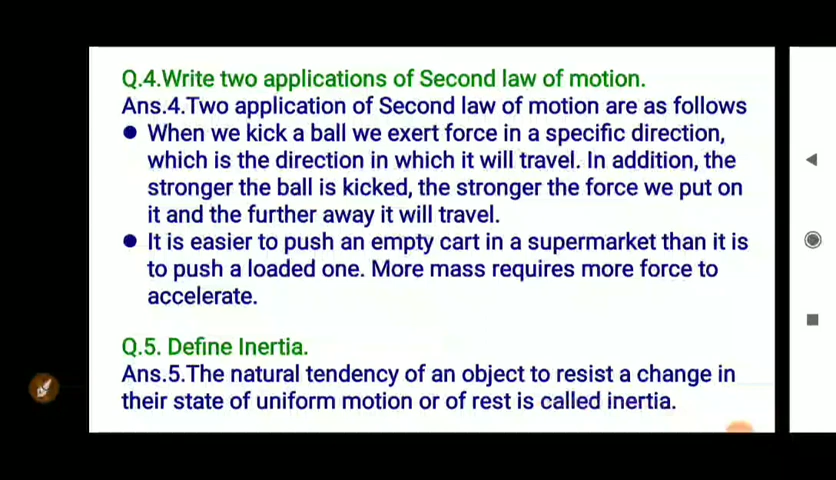 Q.4.Write two applications of Second law of motion.
Ans.4.Two application of Second law of motion are as follows
● When we kick a ball we exert force in a specific direction,
which is the direction in which it will travel. In addition, the
stronger the ball is kicked, the stronger the force we put on
it and the further away it will travel.
● It is easier to push an empty cart in a supermarket than it is
to push a loaded one. More mass requires more force to
accelerate.
Q.5. Define Inertia.
Ans.5.The natural tendency of an object to resist a change in
their state of uniform motion or of rest is called inertia.